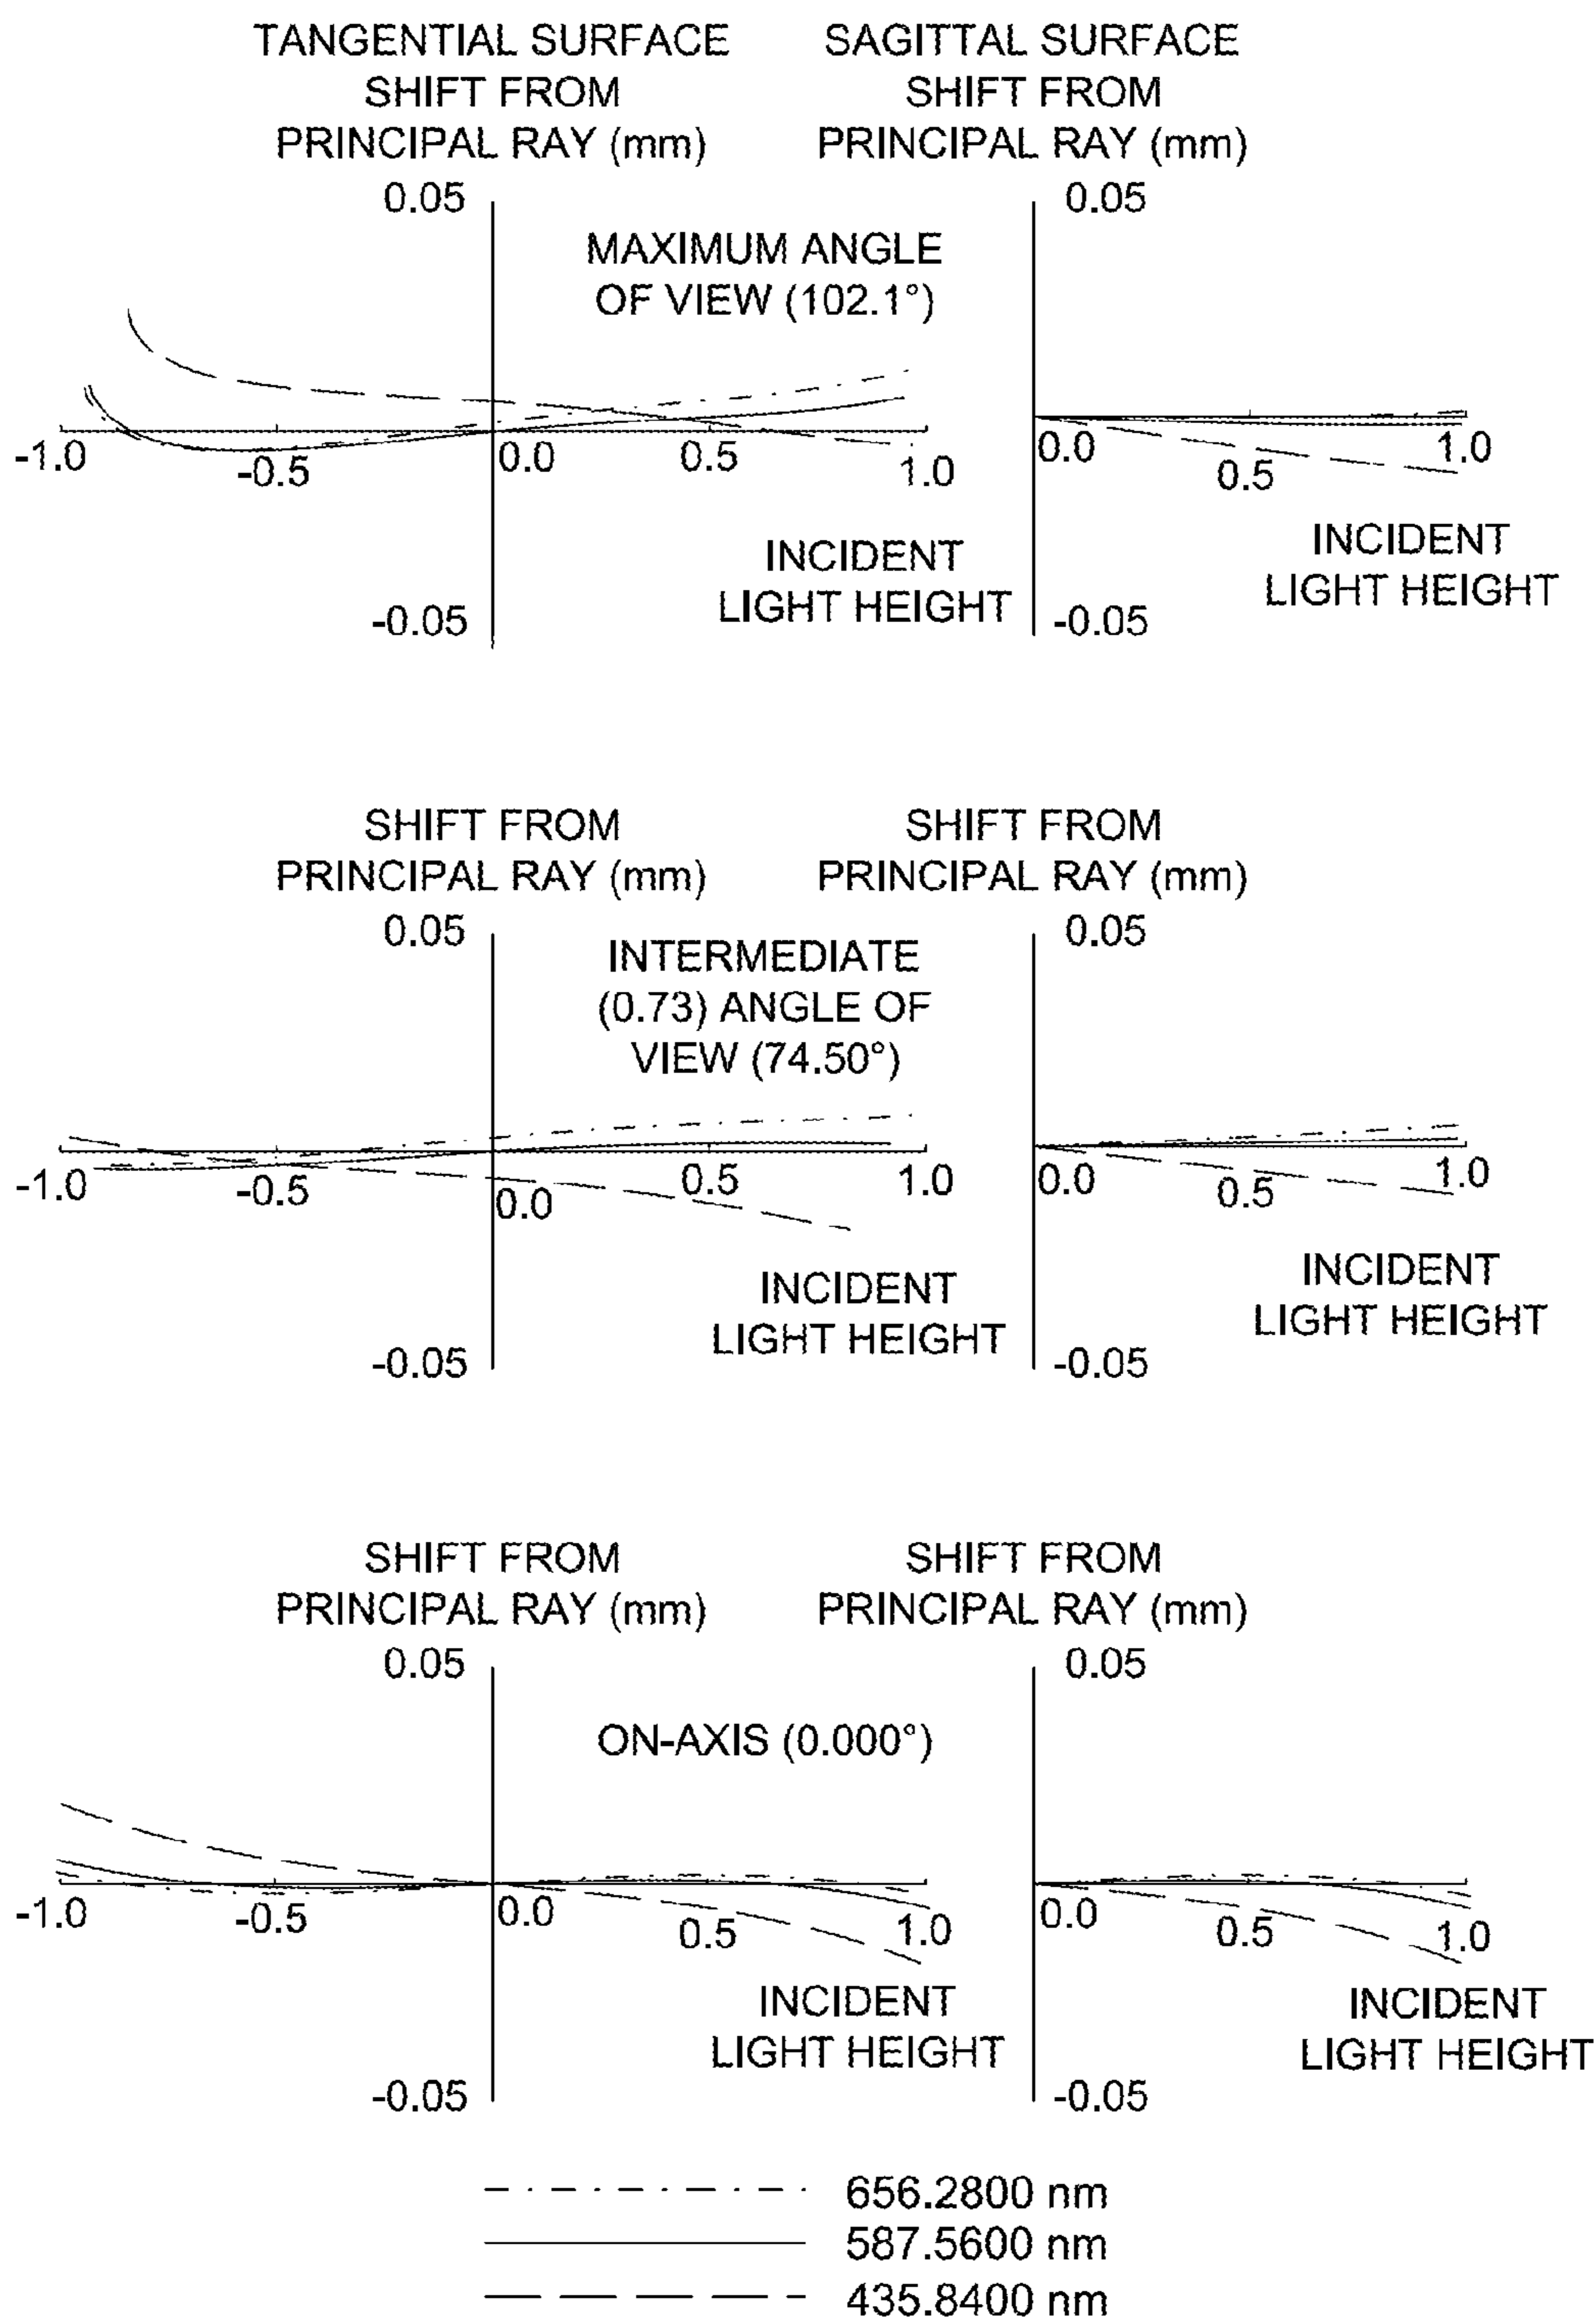 TANGENTIAL SURFACE
SHIFT FROM
PRINCIPAL RAY (mm)
0.05
MAXIMUM ANGLE
OF VIEW (102.1°)
-1.0
-0.5
0.0
0.5
1.0
INCIDENT
LIGHT HEIGHT
-0.05
SAGITTAL SURFACE
SHIFT FROM
PRINCIPAL RAY (mm)
0.05
0.0
0.5
1.0
INCIDENT
LIGHT HEIGHT
-0.05
SHIFT FROM
PRINCIPAL RAY (mm)
0.05
INTERMEDIATE
(0.73) ANGLE OF
VIEW (74.50°)
-1.0
-0.5
0.0
0.5
1.0
INCIDENT
LIGHT HEIGHT
-0.05
SHIFT FROM
PRINCIPAL RAY (mm)
0.05
0.0
0.5
1.0
INCIDENT
LIGHT HEIGHT
-0.05
SHIFT FROM
PRINCIPAL RAY (mm)
0.05
ON-AXIS (0.000°)
-1.0
-0.5
0.0
0.5
1.0
INCIDENT
LIGHT HEIGHT
-0.05
SHIFT FROM
PRINCIPAL RAY (mm)
0.05
0.0
0.5
1.0
INCIDENT
LIGHT HEIGHT
-0.05
656.2800 nm
587.5600 nm
435.8400 nm